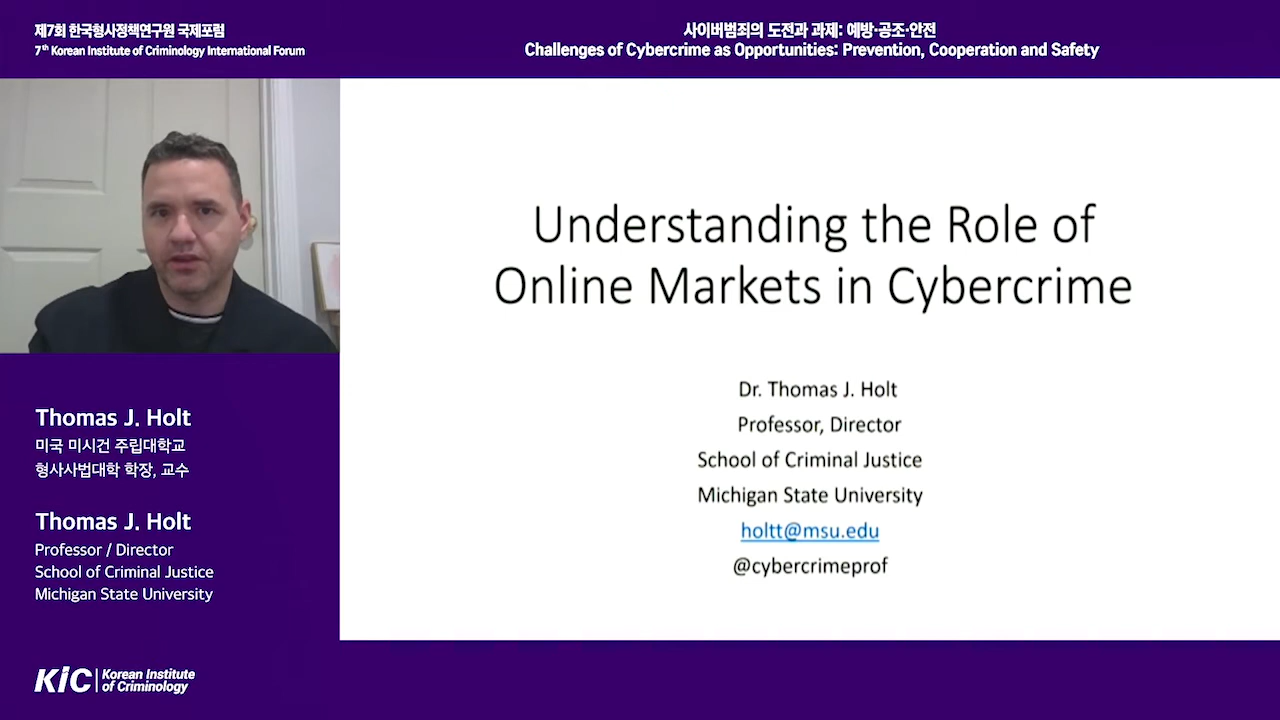 제7회 한국형사정책연구원 국제포럼
7th Korean Institute of Criminology International Forum
사이버범죄의 도전과 과제: 예방·공조·안전
Challenges of Cybercrime as Opportunities: Prevention, Cooperation and Safety
Understanding the Role of
Online Markets in Cybercrime
Dr. Thomas J. Holt
Professor, Director
School of Criminal Justice
Michigan State University
holtt@msu.edu
@cybercrimeprof
Thomas J. Holt
미국 미시건 주립대학교
형사사법대학 학장, 교수
Thomas J. Holt
Professor / Director
School of Criminal Justice
Michigan State University
KiC
Korean Institute
of Criminology